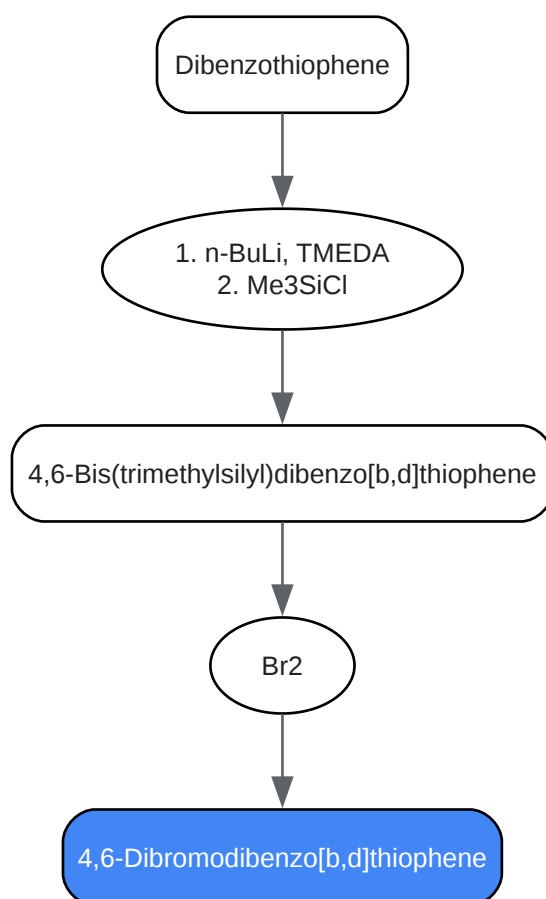 Dibenzothiophene
1. n-BuLi, TMEDA
2. Me3SiCl
4,6-Bis(trimethylsilyl)dibenzo[b,d]thiophene
Br2
4,6-Dibromodibenzo[b,d]thiophene